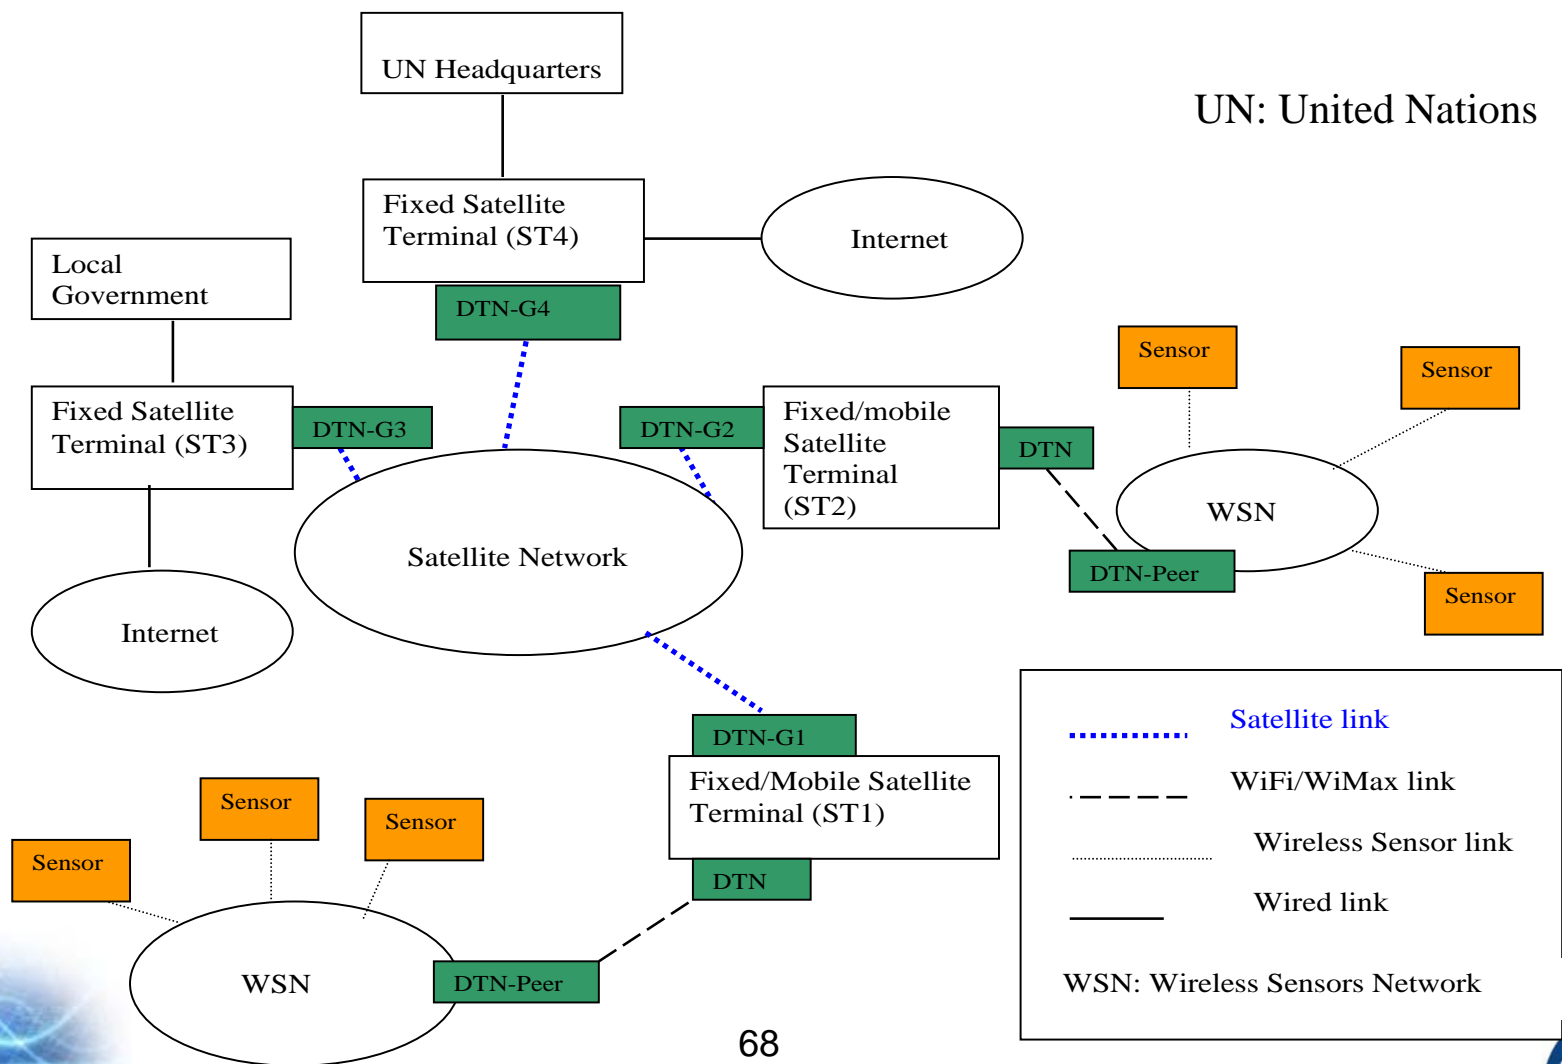 UN Headquarters
UN: United Nations
Fixed Satellite
Terminal (ST4)
Internet
Local
Government
DTN-G4
Sensor
Sensor
Fixed Satellite
Terminal (ST3)
DTN-G3
DTN-G2
Fixed/mobile
Satellite
Terminal
(ST2)
DTN
WSN
Satellite Network
DTN-Peer
Sensor
Internet
Satellite link
DTN-G1
WiFi/WiMax link
Fixed/Mobile Satellite
Terminal (ST1)
Sensor
Sensor
Sensor
Wireless Sensor link
DTN
Wired link
WSN
DTN-Peer
WSN: Wireless Sensors Network
68